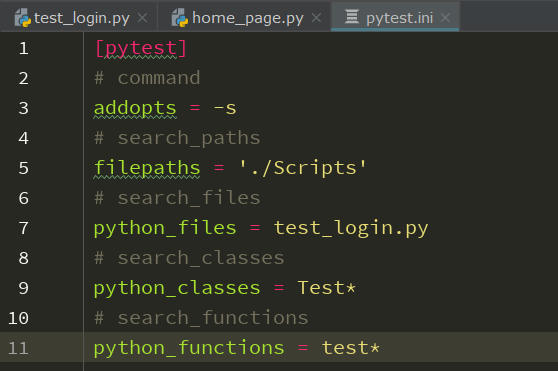 test_login.py × home_page.py × pytest.ini ×
1 [pytest]
2 # command
3 addopts = -s
4 # search_paths
5 filepaths = './Scripts'
6 # search_files
7 python_files = test_login.py
8 # search_classes
9 python_classes = Test*
10 # search_functions
11 python_functions = test*